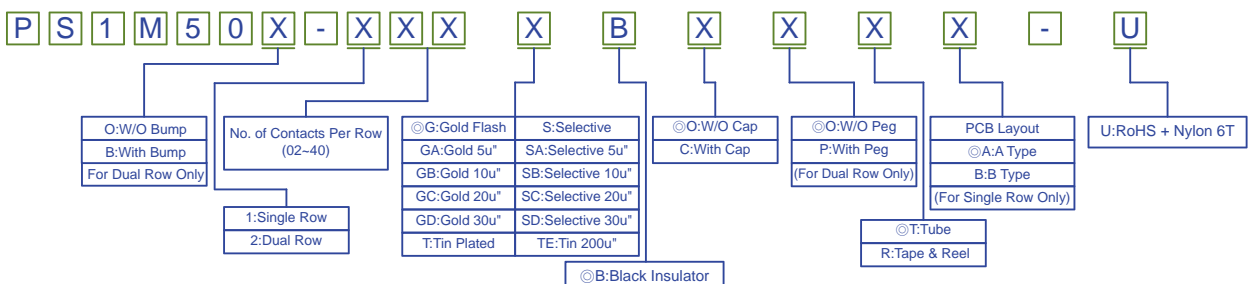 P S 1 M 5 0 X - X X X X B X X X X - U
O:W/O Bump
B:With Bump
For Dual Row Only
1:Single Row
2:Dual Row
No. of Contacts Per Row
(02~40)
◎G:Gold Flash S:Selective
GA:Gold 5u" SA:Selective 5u"
GB:Gold 10u" SB:Selective 10u"
GC:Gold 20u" SC:Selective 20u"
GD:Gold 30u" SD:Selective 30u"
T:Tin Plated TE:Tin 200u"
◎B:Black Insulator
◎O:W/O Cap
C:With Cap
◎O:W/O Peg
P:With Peg
(For Dual Row Only)
◎T:Tube
R:Tape & Reel
PCB Layout
◎A:A Type
B:B Type
(For Single Row Only)
U:RoHS + Nylon 6T